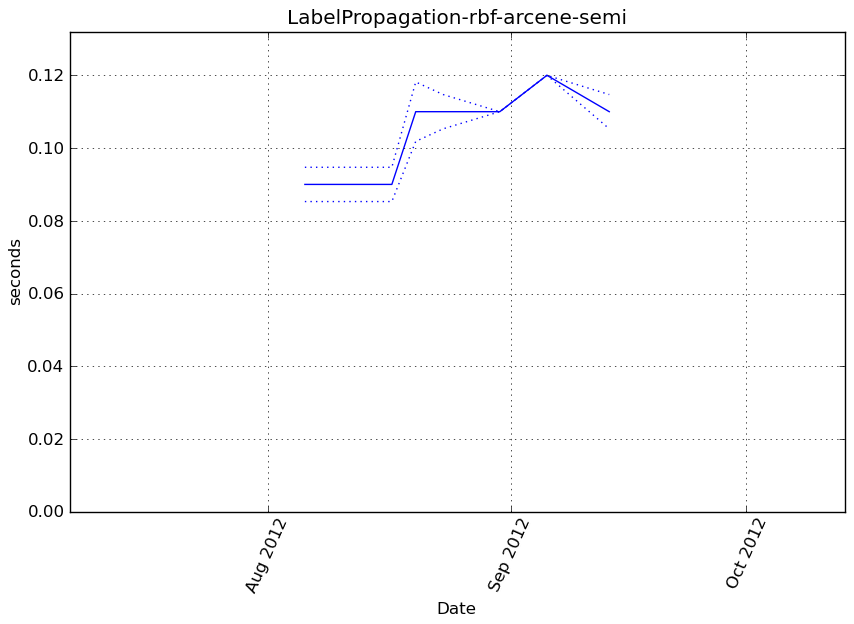 LabelPropagation-rbf-arcene-semi
0.12
0.10
0.08
0.06
0.04
0.02
0.00
seconds
Aug 2012
Sep 2012
Oct 2012
Date